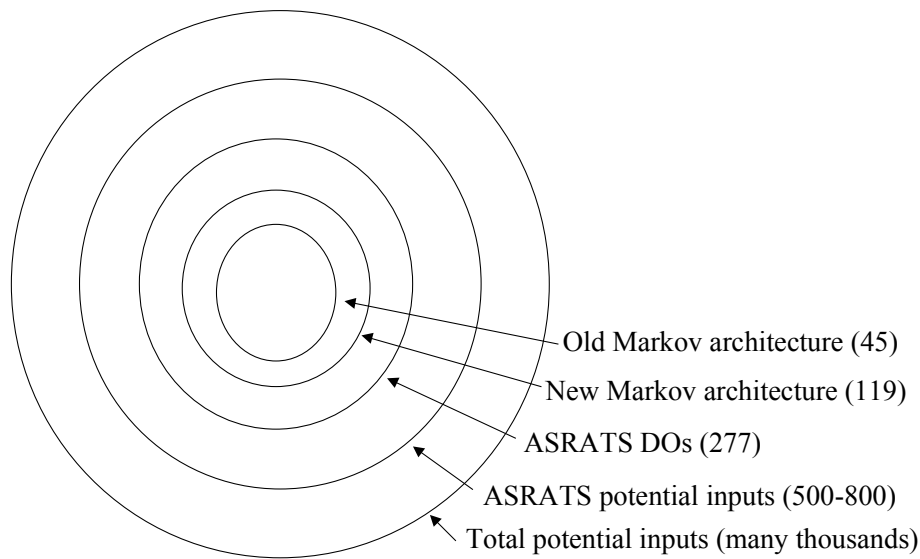 Old Markov architecture (45)
New Markov architecture (119)
ASRATS DOs (277)
ASRATS potential inputs (500-800)
Total potential inputs (many thousands)